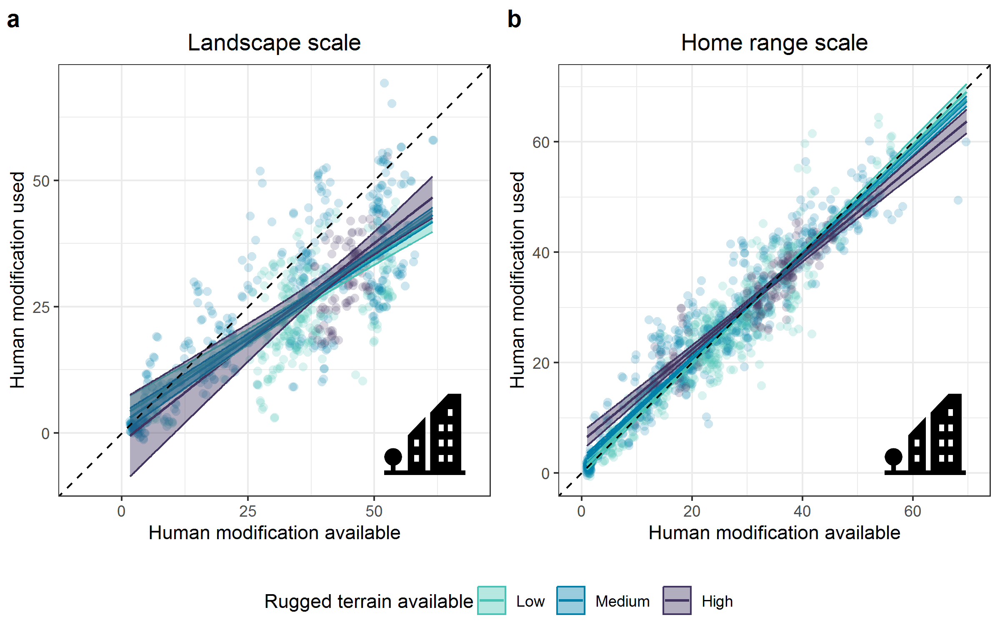 a
b
Landscape scale
Home range scale
Human modification used
50
25
0
0
25
50
Human modification available
Human modification used
60
40
20
0
0
20
40
60
Human modification available
Rugged terrain available
Low
Medium
High